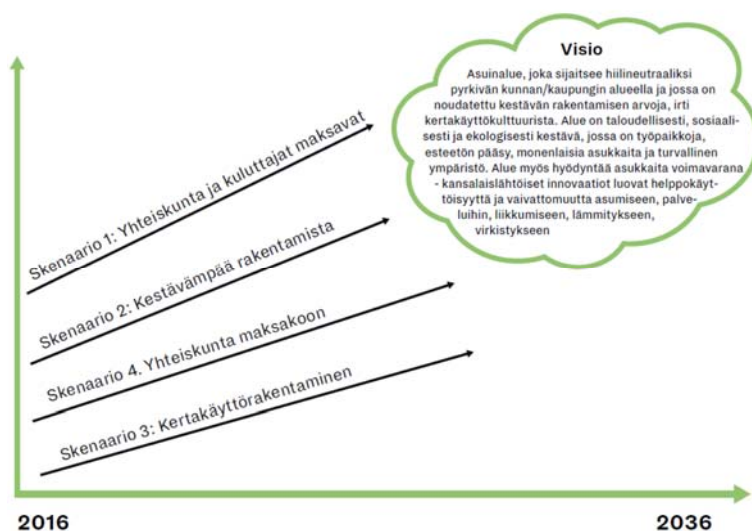 Visio
Asuinalue, joka sijaitsee hiilineutraaliksi
pyrkivän kunnan/kaupungin alueella ja jossa on
noudatettu kestävän rakentamisen arvoja, irti
kertakäyttökulttuurista. Alue on taloudellisesti, sosiaali-
sesti ja ekologisesti kestävä, jossa on työpaikkoja,
esteetön pääsy, monenlaisia asukkaita ja turvallinen
ympäristö. Alue myös hyödyntää asukkaita voimavarana
- kansalaislähtöiset innovaatiot luovat helppokäyt-
töisyyttä ja vaivattomuutta asumiseen, palve-
luihin, liikkumiseen, lämmitykseen,
virkistykseen
Skenaario 1: Yhteiskunta ja kuluttajat maksavat
Skenaario 2: Kestävämpää rakentamista
Skenaario 4. Yhteiskunta maksakoon
Skenaario 3: Kertakäyttörakentaminen
2016
2036